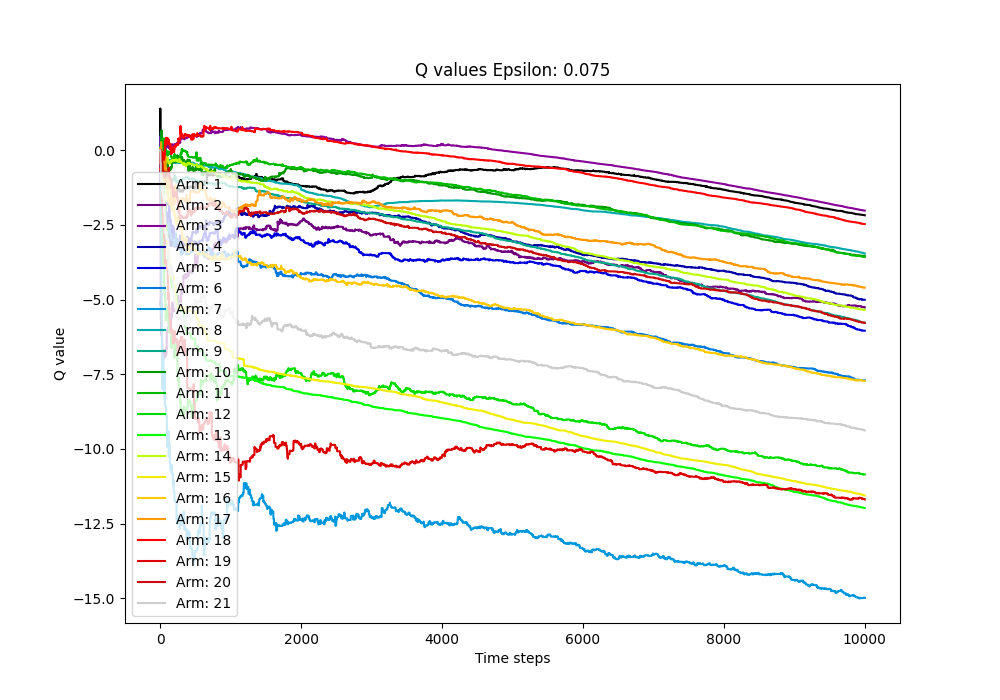 Q values Epsilon: 0.075
Q value
0.0
−2.5
−5.0
−7.5
−10.0
−12.5
−15.0
Arm: 1
Arm: 2
Arm: 3
Arm: 4
Arm: 5
Arm: 6
Arm: 7
Arm: 8
Arm: 9
Arm: 10
Arm: 11
Arm: 12
Arm: 13
Arm: 14
Arm: 15
Arm: 16
Arm: 17
Arm: 18
Arm: 19
Arm: 20
Arm: 21
0 2000 4000 6000 8000 10000
Time steps